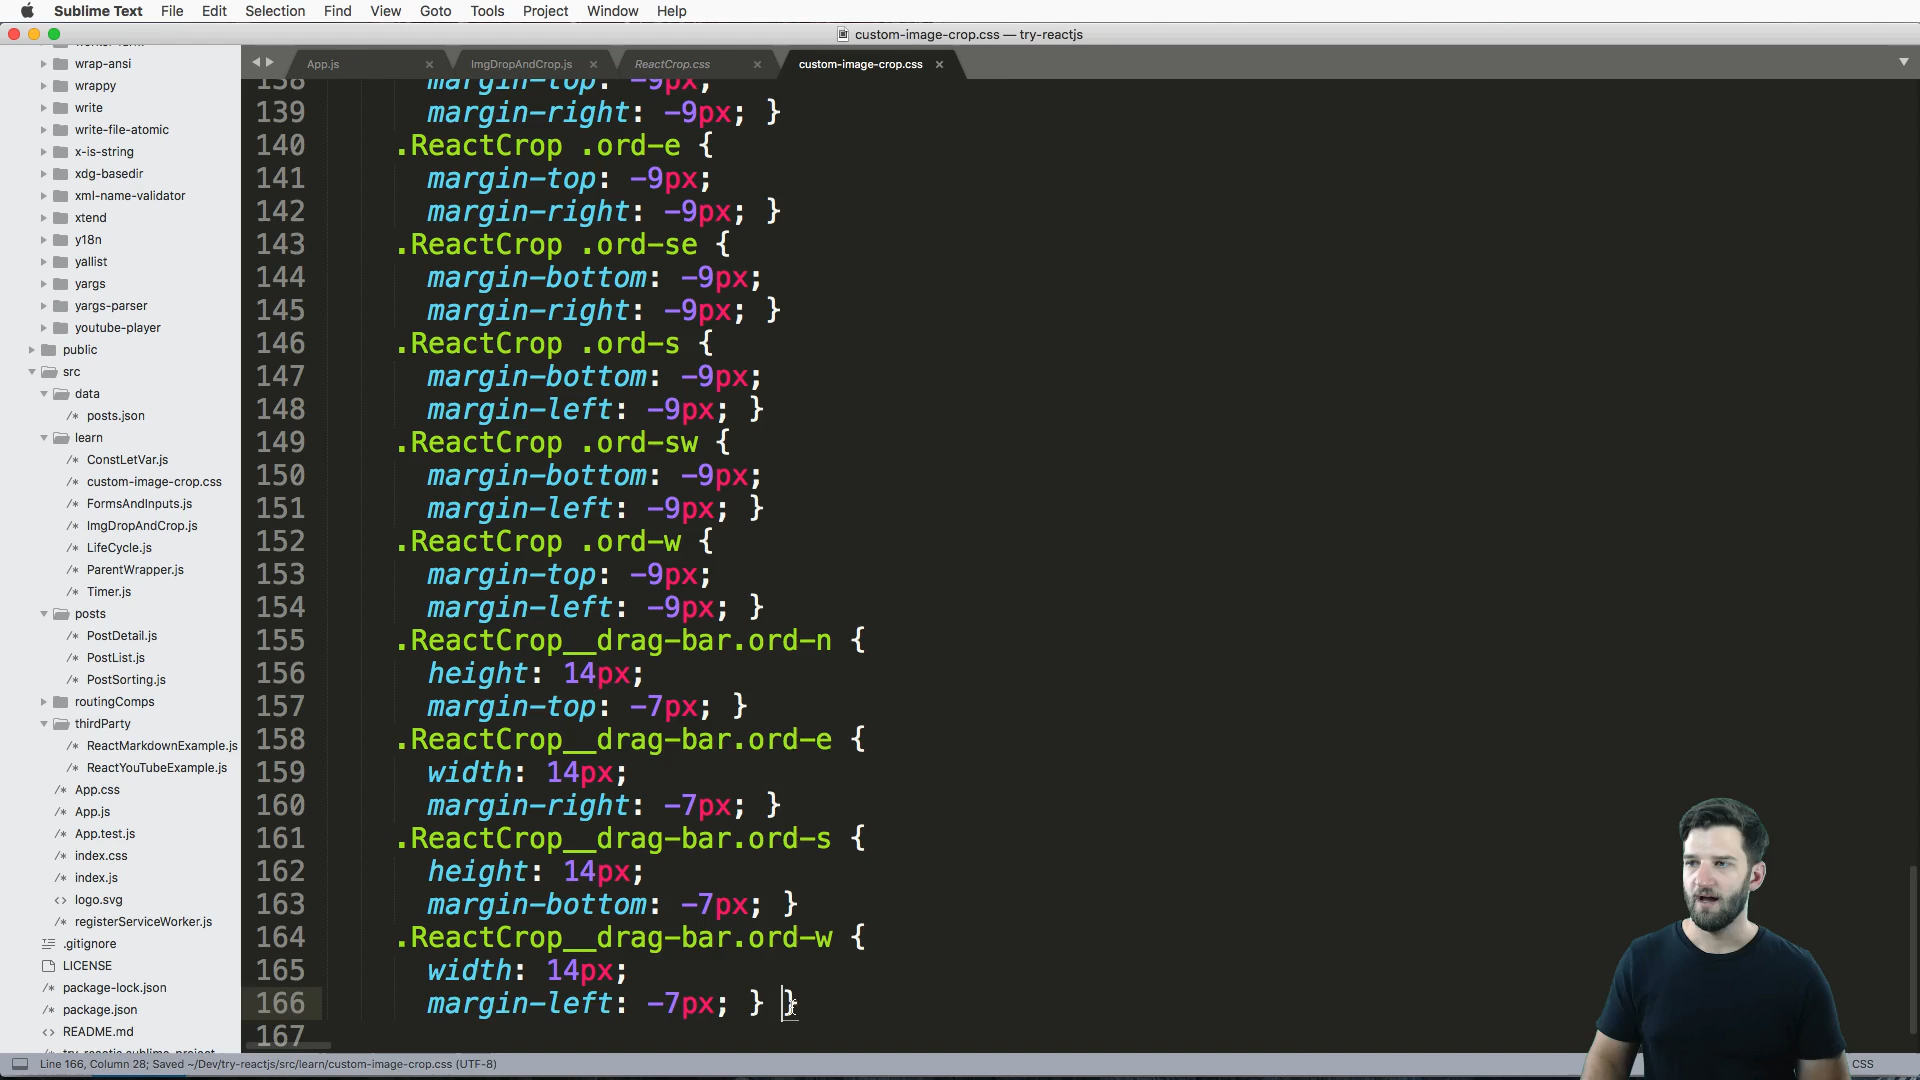 Sublime Text File Edit Selection Find View Goto Tools Project Window Help
custom-image-crop.css — try-reactjs
App.js × ImgDropAndCrop.js × ReactCrop.css × custom-image-crop.css ×
wrap-ansi
wrappy
write
write-file-atomic
x-is-string
xdg-basedir
xml-name-validator
xtend
y18n
yallist
yargs
yargs-parser
youtube-player
public
src
data
posts.json
learn
ConstLetVar.js
custom-image-crop.css
FormsAndInputs.js
ImgDropAndCrop.js
LifeCycle.js
ParentWrapper.js
Timer.js
posts
PostDetail.js
PostList.js
PostSorting.js
routingComps
thirdParty
ReactMarkdownExample.js
ReactYouTubeExample.js
App.css
App.js
App.test.js
index.css
index.js
logo.svg
registerServiceWorker.js
.gitignore
LICENSE
package-lock.json
package.json
README.md
try-reactjs.sublime-project
138 margin-top: -9px;
139 margin-right: -9px; }
140 .ReactCrop .ord-e {
141 margin-top: -9px;
142 margin-right: -9px; }
143 .ReactCrop .ord-se {
144 margin-bottom: -9px;
145 margin-right: -9px; }
146 .ReactCrop .ord-s {
147 margin-bottom: -9px;
148 margin-left: -9px; }
149 .ReactCrop .ord-sw {
150 margin-bottom: -9px;
151 margin-left: -9px; }
152 .ReactCrop .ord-w {
153 margin-top: -9px;
154 margin-left: -9px; }
155 .ReactCrop__drag-bar.ord-n {
156 height: 14px;
157 margin-top: -7px; }
158 .ReactCrop__drag-bar.ord-e {
159 width: 14px;
160 margin-right: -7px; }
161 .ReactCrop__drag-bar.ord-s {
162 height: 14px;
163 margin-bottom: -7px; }
164 .ReactCrop__drag-bar.ord-w {
165 width: 14px;
166 margin-left: -7px; } }
167
Line 166, Column 28; Saved ~/Dev/try-reactjs/src/learn/custom-image-crop.css (UTF-8) CSS